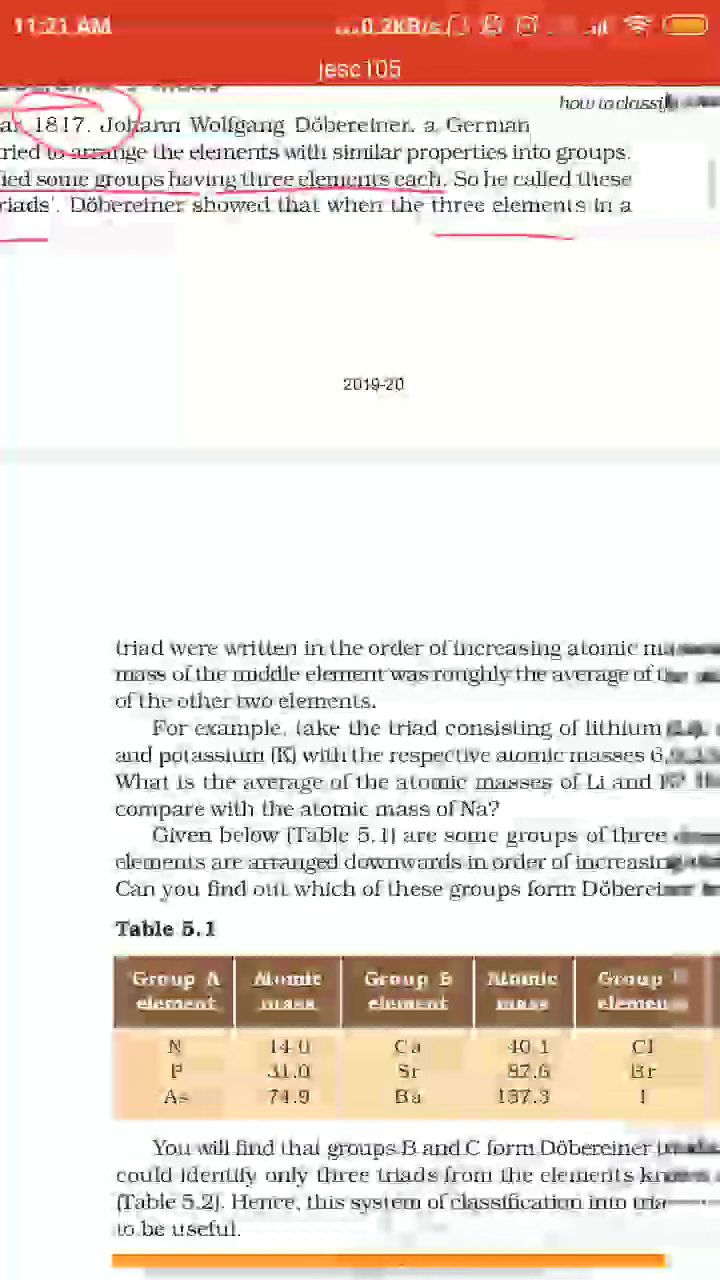 11:21 AM ...0.2KB/s
jesc105
how to classify
ar 1817, Johann Wolfgang Döbereiner, a German
ried to arrange the elements with similar properties into groups.
ied some groups having three elements each. So he called these
riads'. Döbereiner showed that when the three elements in a
2019-20
triad were written in the order of increasing atomic
mass of the middle element was roughly the average of
of the other two elements.
For example, take the triad consisting of lithium
and potassium (K) with the respective atomic masses
What is the average of the atomic masses of Li and K?
compare with the atomic mass of Na?
Given below (Table 5.1) are some groups of three
elements are arranged downwards in order of increasing
Can you find out which of these groups form
Table 5.1
Group A Atomic Group B Atomic Group
element mass element mass element
N 14.0 Ca 40.1 Cl
P 31.0 Sr 87.6 Br
As 74.9 Ba 137.3 I
You will find that groups B and C form Döbereiner
could identify only three triads from the elements
(Table 5.2). Hence, this system of classification into
to be useful.